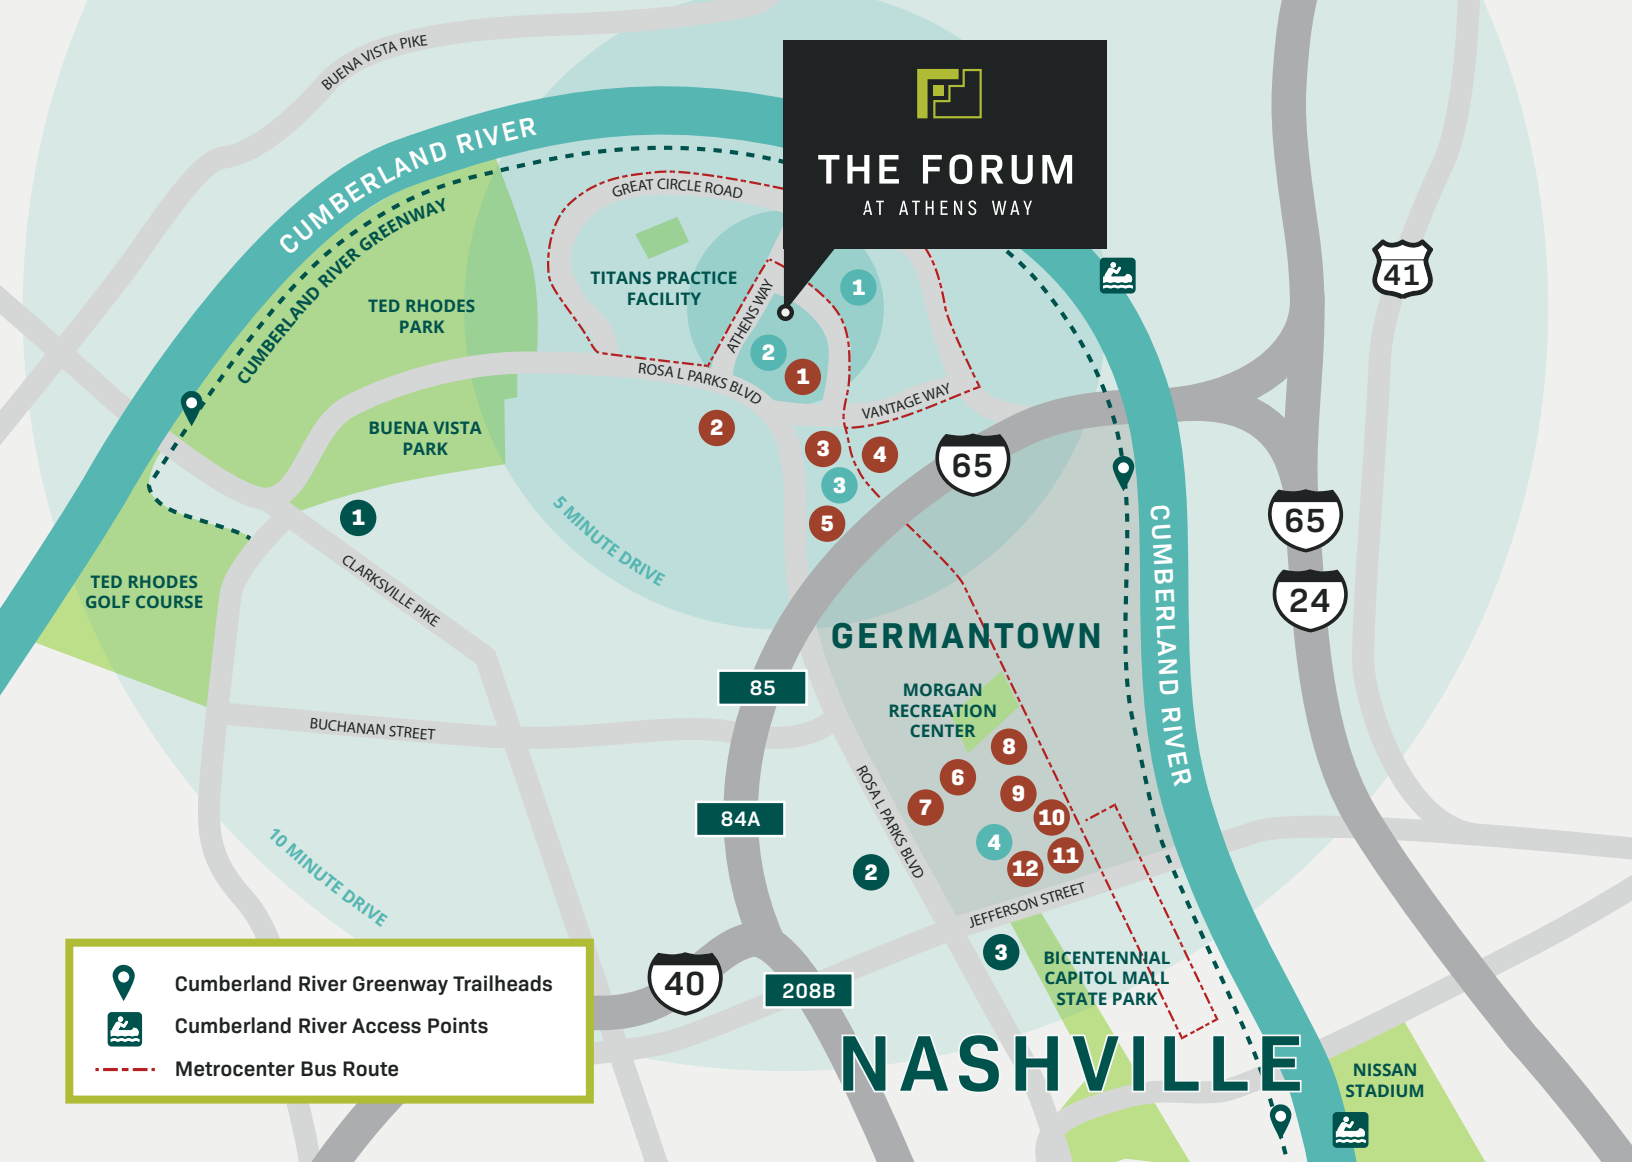 BUENA VISTA PIKE
CUMBERLAND RIVER
THE FORUM
AT ATHENS WAY
CUMBERLAND RIVER GREENWAY
GREAT CIRCLE ROAD
41
TITANS PRACTICE
FACILITY
1
TED RHODES
PARK
ATHENS WAY
2
1
ROSA L PARKS BLVD
VANTAGE WAY
BUENA VISTA
PARK
2
3
4
65
3
1
5
65
5 MINUTE DRIVE
CLARKSVILLE PIKE
TED RHODES
GOLF COURSE
24
CUMBERLAND RIVER
GERMANTOWN
85
MORGAN
RECREATION
CENTER
BUCHANAN STREET
8
6
9
7
10
84A
ROSA L PARKS BLVD
4
11
12
2
10 MINUTE DRIVE
JEFFERSON STREET
3
BICENTENNIAL
CAPITOL MALL
STATE PARK
40
208B
Cumberland River Greenway Trailheads
Cumberland River Access Points
Metrocenter Bus Route
NASHVILLE
NISSAN
STADIUM